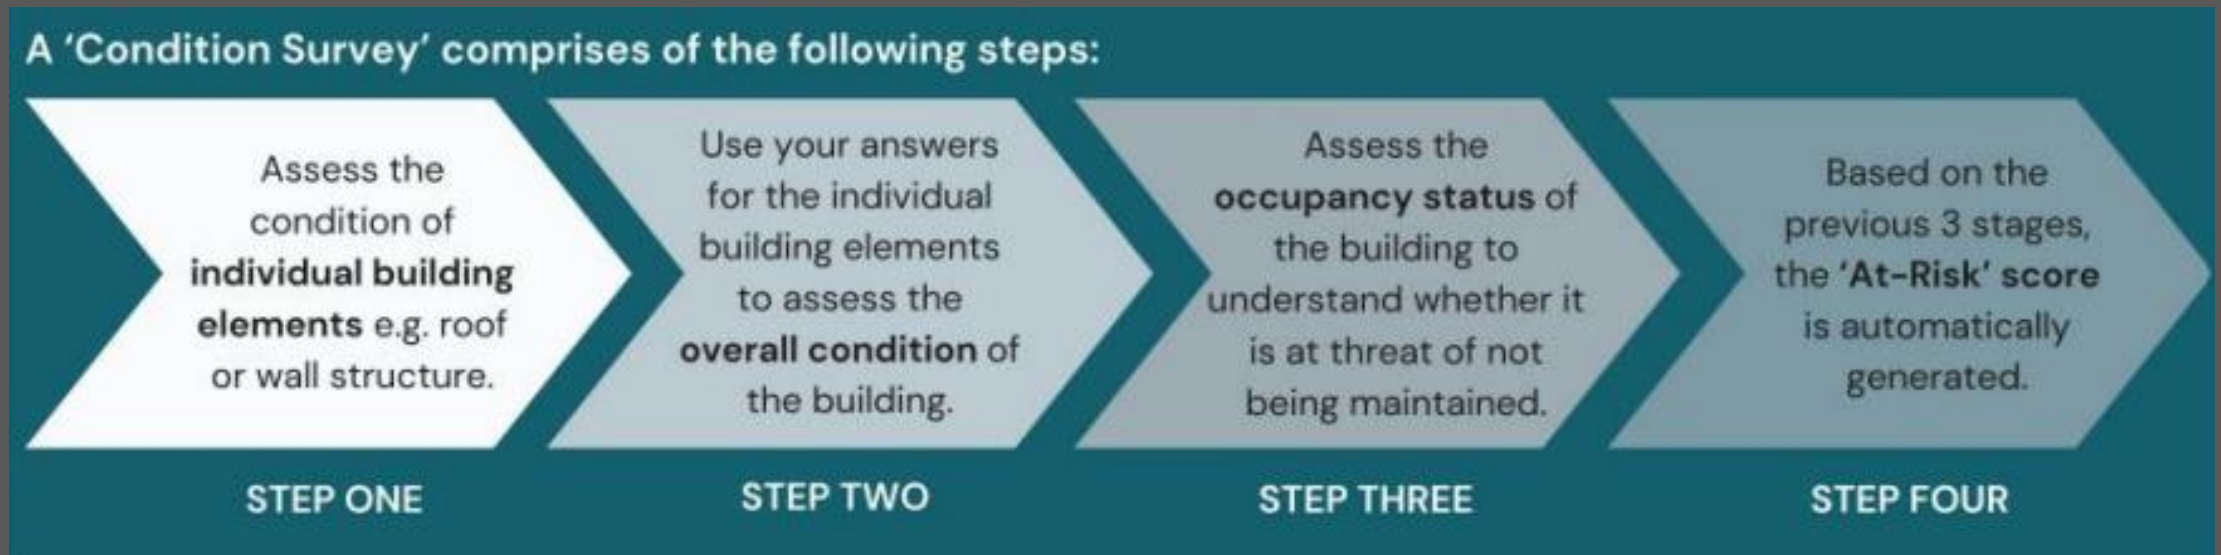 A ‘Condition Survey’ comprises of the following steps:
Assess the
condition of
individual building
elements e.g. roof
or wall structure.
STEP ONE
Use your answers
for the individual
building elements
to assess the
overall condition of
the building.
STEP TWO
Assess the
occupancy status of
the building to
understand whether it
is at threat of not
being maintained.
STEP THREE
Based on the
previous 3 stages,
the ‘At-Risk’ score
is automatically
generated.
STEP FOUR